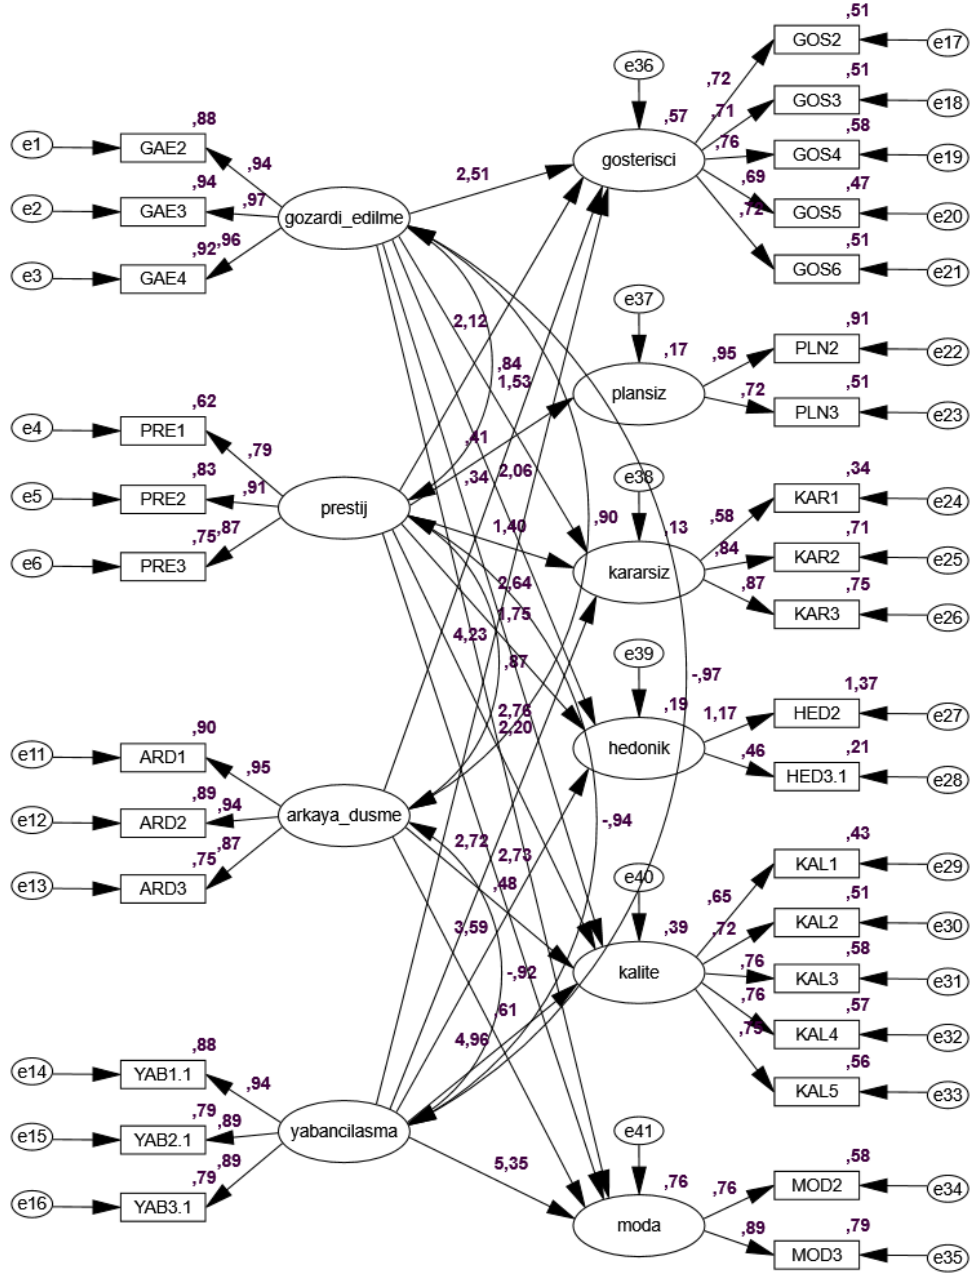 ,51
GOS2
e17
e36
,72
,51
GOS3
e18
,57
,71
,88
,58
e1
GAE2
gosterisci
,76
GOS4
e19
,94
2,51
,94
,69
,47
e2
GAE3
,97
gozardi_edilme
,72
GOS5
e20
,92
,96
,51
e3
GAE4
GOS6
e21
e37
2,12
,91
,17
,95
PLN2
e22
,84
1,53
,62
plansiz
,72
,51
e4
PRE1
PLN3
e23
,79
,41
,83
,34
2,06
,34
e5
PRE2
,91
prestij
e38
KAR1
e24
,58
,75
,87
1,40
,90
,13
,71
e6
PRE3
kararsiz
,84
KAR2
e25
2,64
,87
,75
1,75
KAR3
e26
4,23
e39
,87
-,97
1,37
,90
2,76
,19
1,17
HED2
e27
e11
ARD1
2,20
hedonik
,46
,21
,95
HED3.1
e28
,89
,94
e12
ARD2
arkaya_dusme
-,94
,75
,87
2,72
2,73
,43
e13
ARD3
,48
e40
KAL1
e29
,65
,51
3,59
,39
,72
KAL2
e30
,58
-,92
kalite
,76
KAL3
e31
,61
,76
,57
4,96
KAL4
e32
,88
,56
e14
YAB1.1
,94
KAL5
e33
,79
,89
e15
YAB2.1
yabancilasma
e41
,79
,89
5,35
,58
,76
,76
MOD2
e34
e16
YAB3.1
moda
,89
,79
MOD3
e35